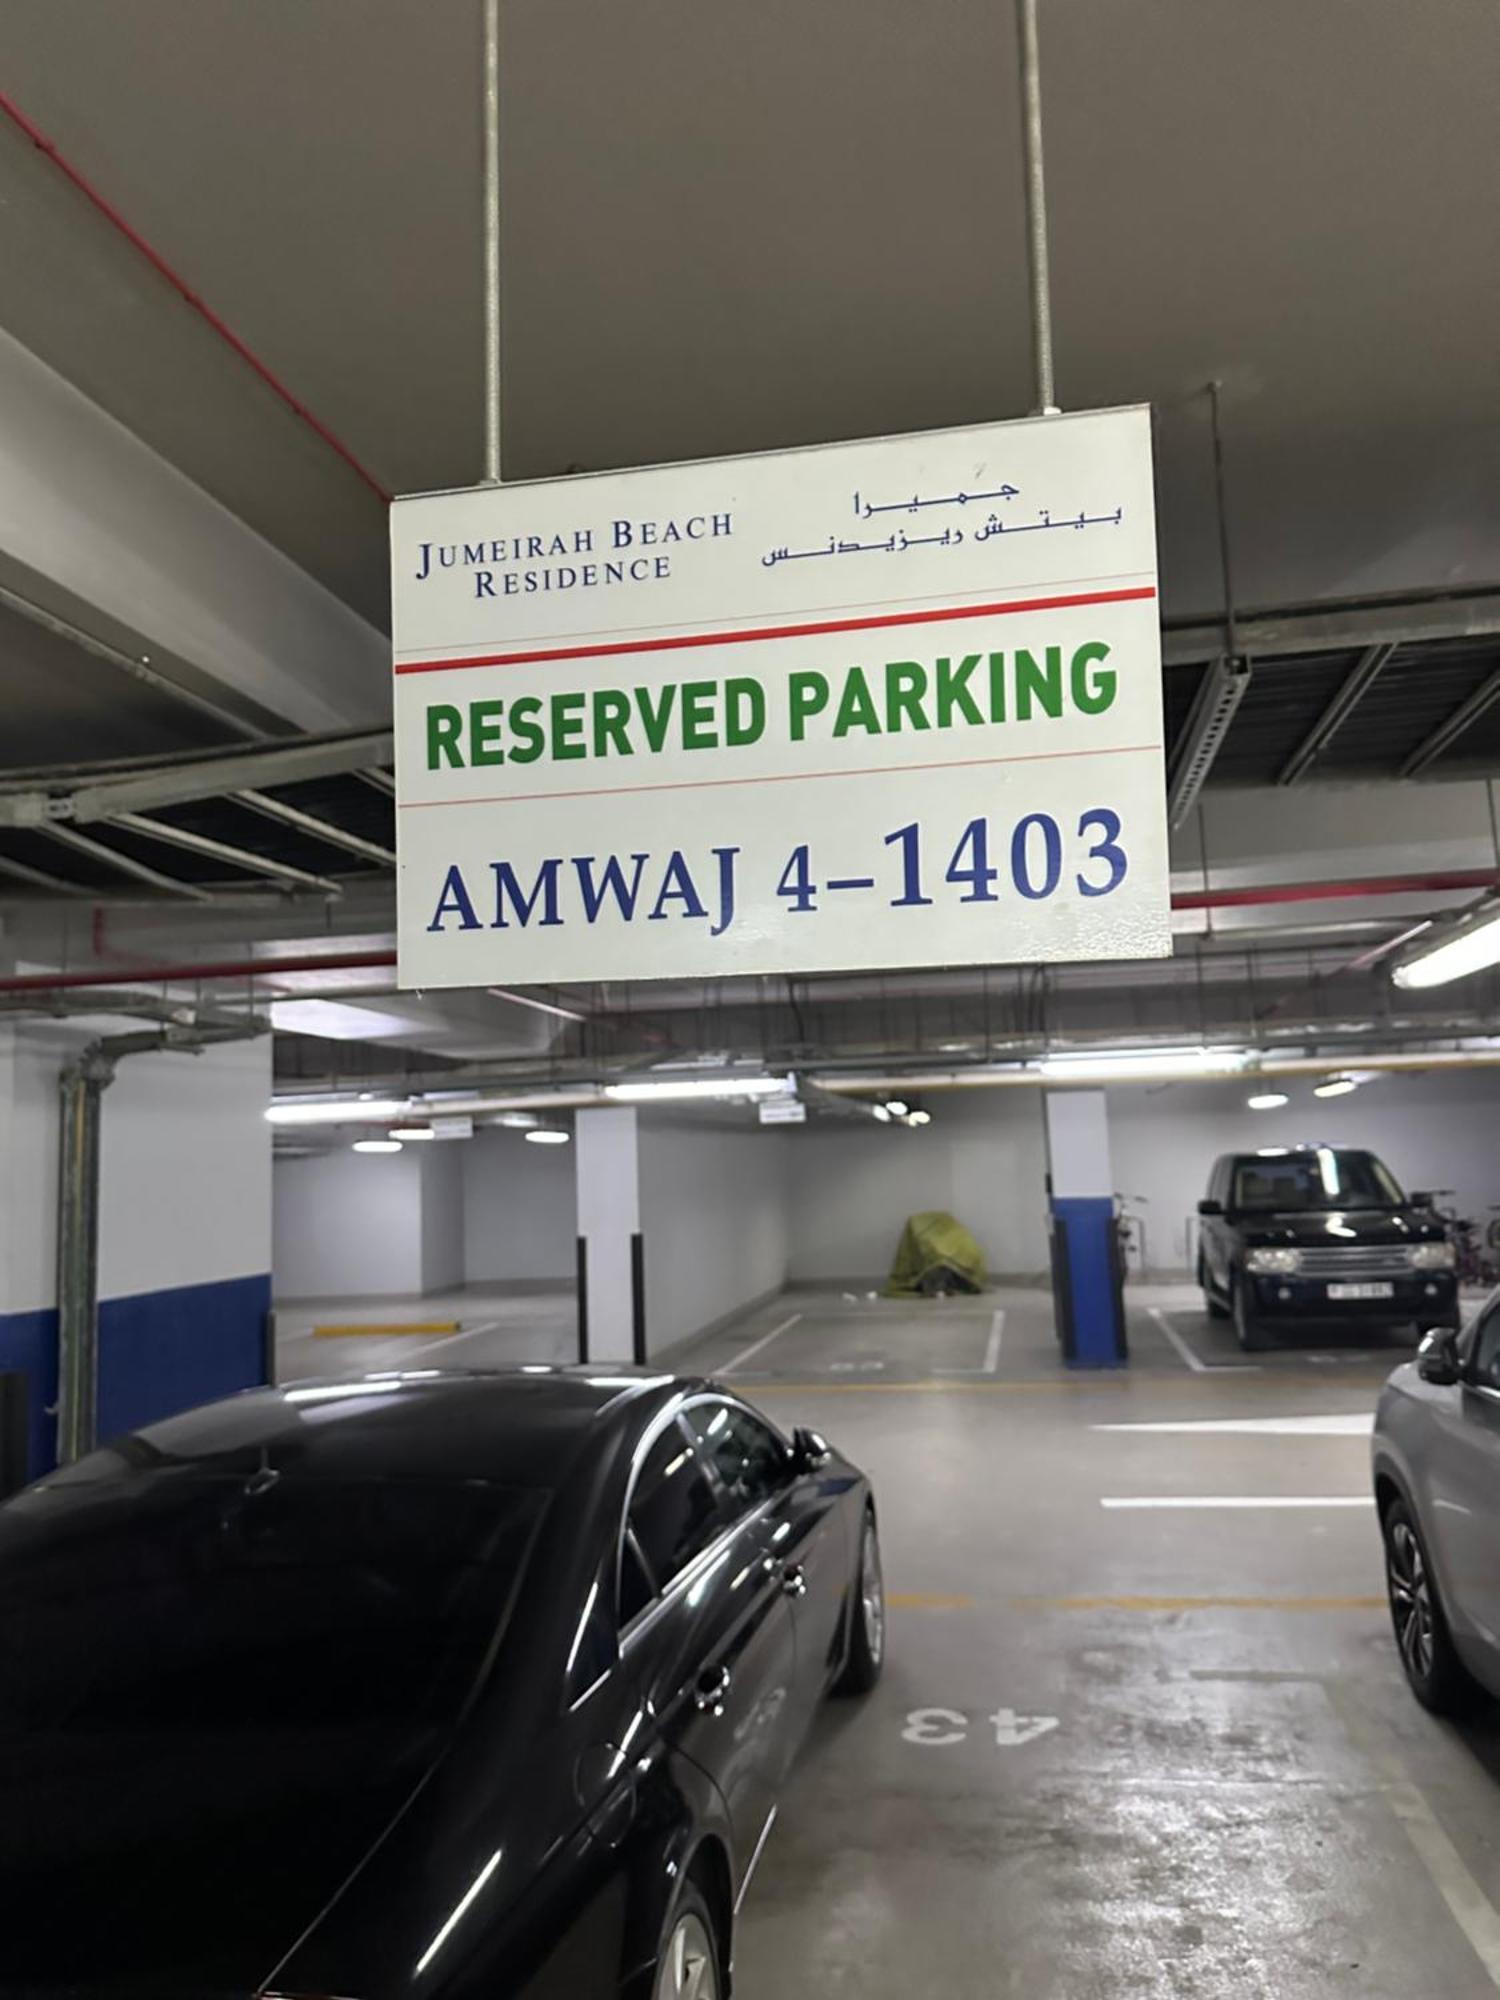 JUMEIRAH BEACH
RESIDENCE
جميرا
بيتش ريزيدنس
RESERVED PARKING
AMWAJ 4-1403
43